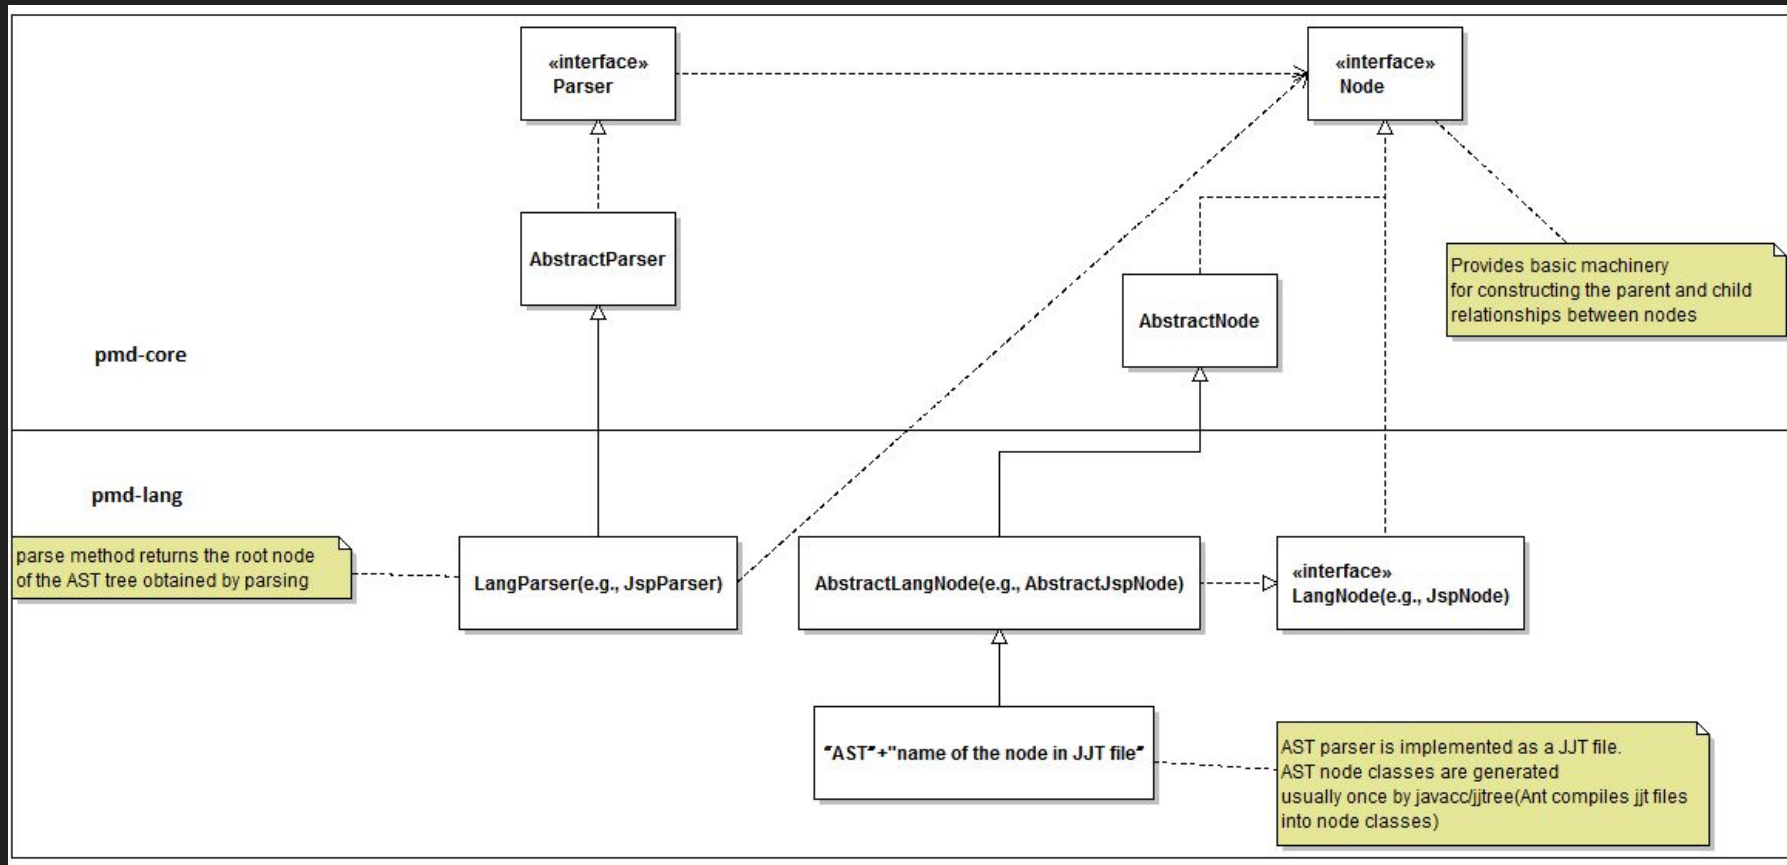 «interface»
Parser
«interface»
Node
AbstractParser
Provides basic machinery
for constructing the parent and child
relationships between nodes
AbstractNode
pmd-core
pmd-lang
parse method returns the root node
of the AST tree obtained by parsing
LangParser(e.g., JspParser)
AbstractLangNode(e.g., AbstractJspNode)
«interface»
LangNode(e.g., JspNode)
"AST"+"name of the node in JJT file"
AST parser is implemented as a JJT file.
AST node classes are generated
usually once by javacc/jjtree(Ant compiles jjt files
into node classes)